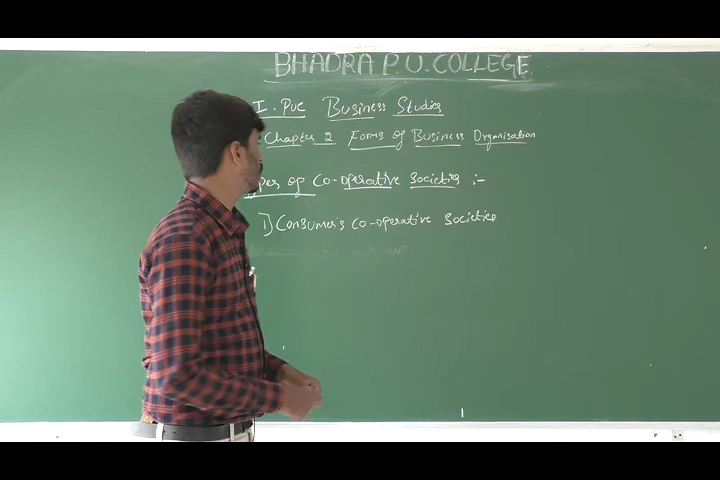 BHADRA P.U.COLLEGE
I. PUC Business Studies
Chapter 2 Forms of Business Organisation
Types of Co-operative Societies :-
1) Consumer's Co-operative Societies